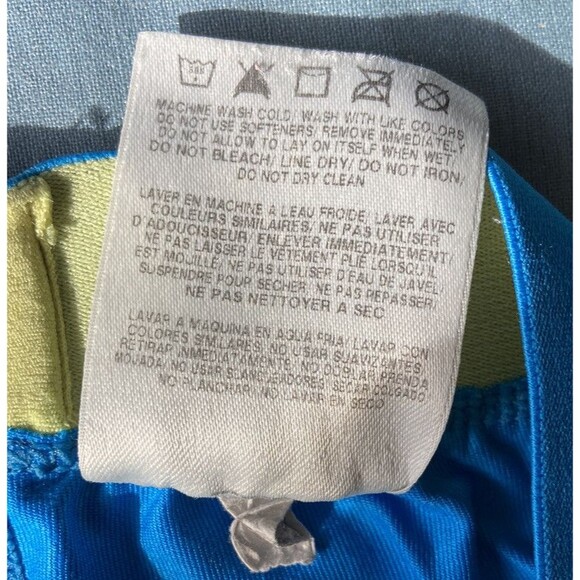 MACHINE WASH COLD/ WASH WITH LIKE COLORS
DO NOT USE SOFTENERS/ REMOVE IMMEDIATELY
DO NOT ALLOW TO LAY ON ITSELF WHEN WET
DO NOT BLEACH/ LINE DRY/ DO NOT IRON/
DO NOT DRY CLEAN
LAVER EN MACHINE A LEAU FROIDE/ LAVER AVEC
COULEURS SIMILAIRES/ NE PAS UTILISER
D'ADOUCISSEUR/ ENLEVER IMMEDIATEMENT/
NE PAS LAISSER LE VETEMENT PLIE LORSQU'IL
EST MOUILLE/ NE PAS UTILISER D'EAU DE JAVEL
SUSPENDRE POUR SECHER/ NE PAS REPASSER/
NE PAS NETTOYER A SEC
LAVAR A MAQUINA EN AGUA FRIA/ LAVAR CON
COLORES SIMILARES/ NO USAR SUAVIZANTES
RETIRAR INMEDIATAMENTE/ NO DOBLAR PRENDA
MOJADA/ NO USAR BLANQUEADORES/ SECAR COLGADO
NO PLANCHAR/ NO LAVER EN SECO